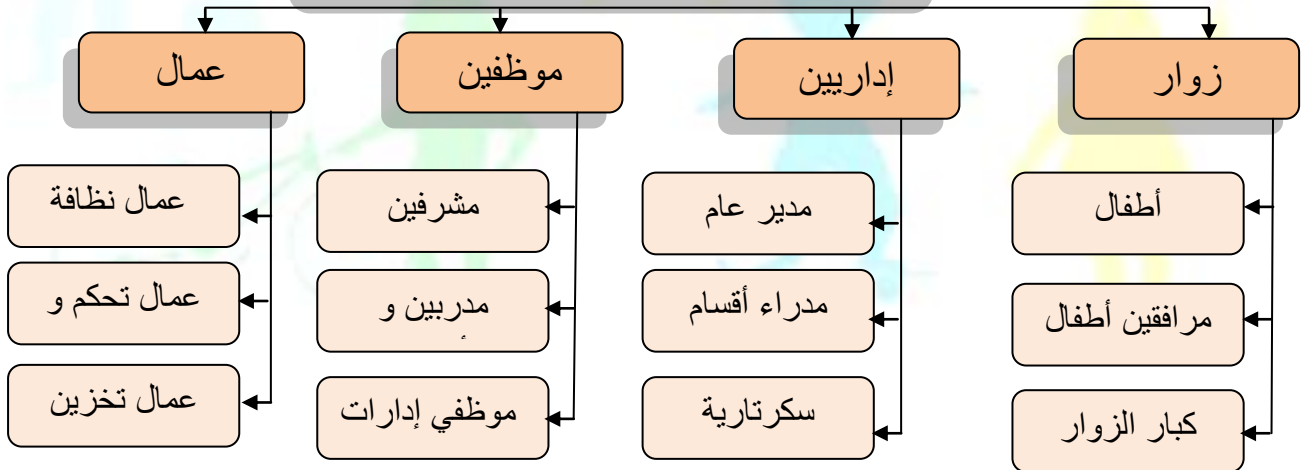 زوار
إداريين
موظفين
عمال
أطفال
مرافقين أطفال
كبار الزوار
مدير عام
مدراء أقسام
سكرتارية
مشرفين
مدربين و
موظفي إدارات
عمال نظافة
عمال تحكم و
عمال تخزين